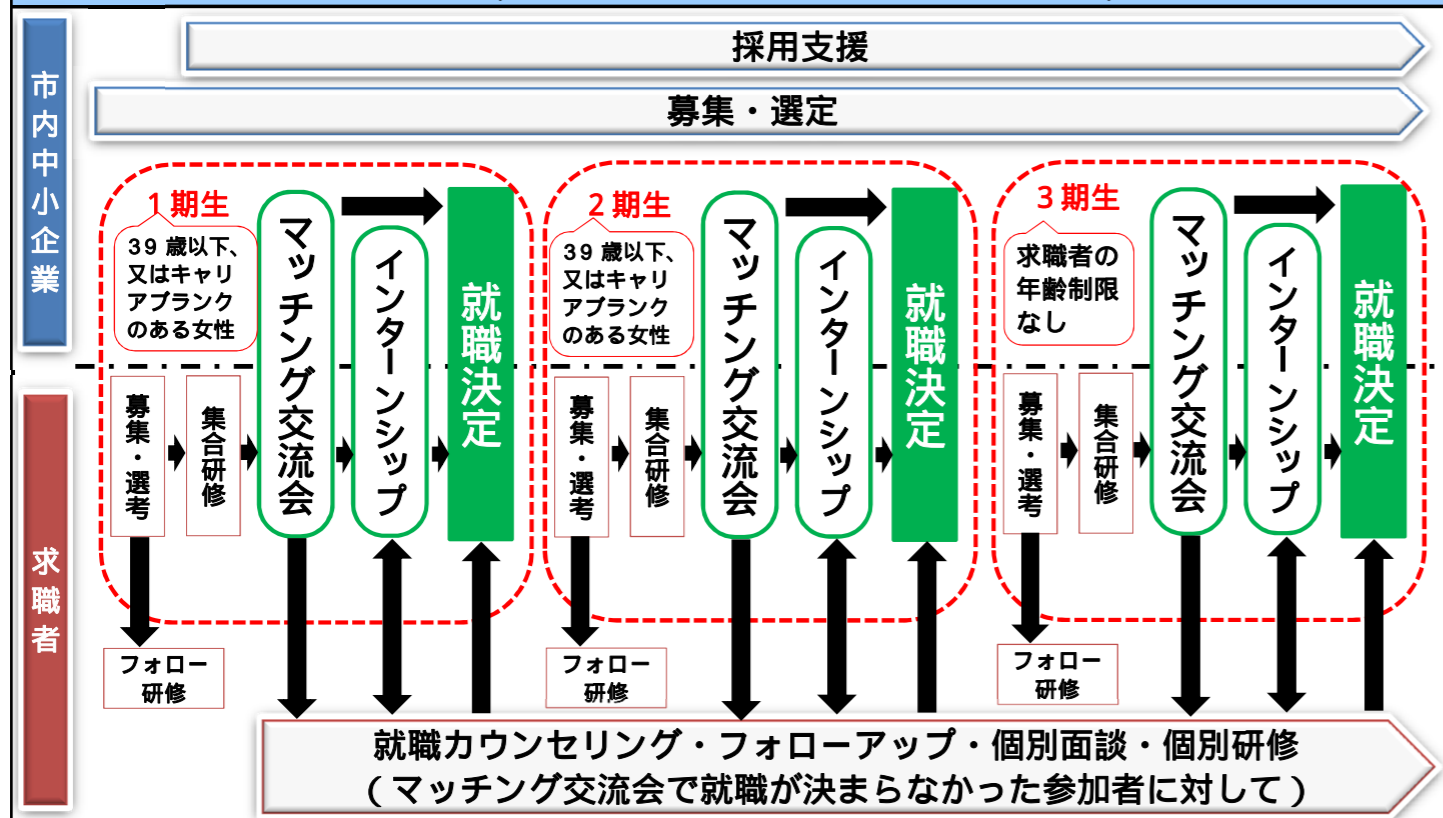 採用支援
募集・選定
市内中小企業
1期生
39歳以下、
又はキャリ
アブランク
のある女性
マッチング交流会
インターンシップ
就職決定
募集・選考
集合研修
フォロー
研修
2期生
39歳以下、
又はキャリ
アブランク
のある女性
マッチング交流会
インターンシップ
就職決定
募集・選考
集合研修
フォロー
研修
3期生
求職者の
年齢制限
なし
マッチング交流会
インターンシップ
就職決定
募集・選考
集合研修
フォロー
研修
求職者
就職カウンセリング・フォローアップ・個別面談・個別研修
(マッチング交流会で就職が決まらなかった参加者に対して)